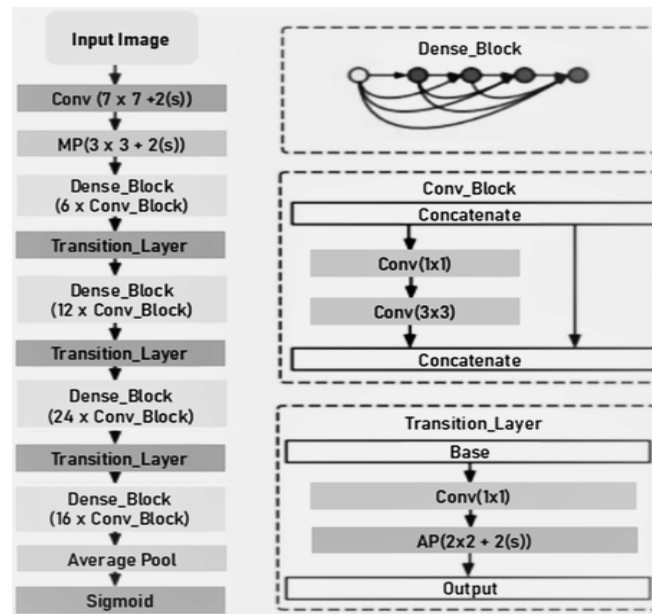 Input Image
Conv (7 x 7 +2(s))
MP(3 x 3 + 2(s))
Dense_Block
(6 x Conv_Block)
Transition_Layer
Dense_Block
(12 x Conv_Block)
Transition_Layer
Dense_Block
(24 x Conv_Block)
Transition_Layer
Dense_Block
(16 x Conv_Block)
Average Pool
Sigmoid
Dense_Block
Conv_Block
Concatenate
Conv(1x1)
Conv(3x3)
Concatenate
Transition_Layer
Base
Conv(1x1)
AP(2x2 + 2(s))
Output